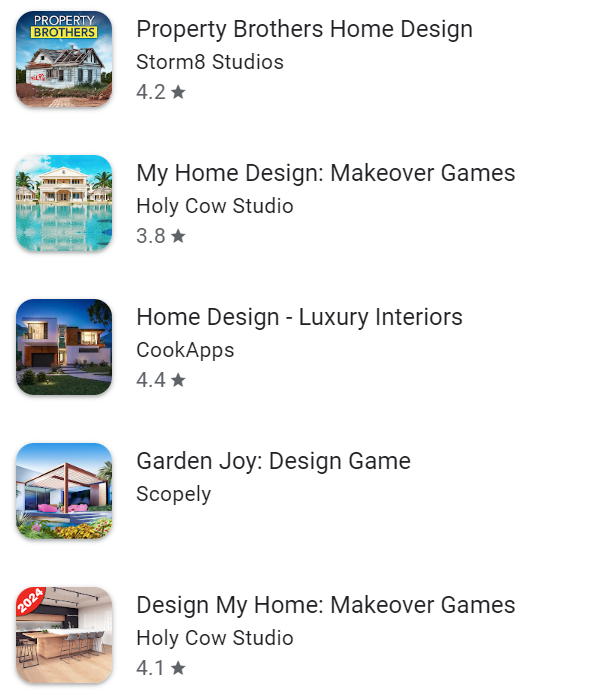 PROPERTY
BROTHERS
Property Brothers Home Design
Storm8 Studios
4.2 ★
My Home Design: Makeover Games
Holy Cow Studio
3.8 ★
Home Design - Luxury Interiors
CookApps
4.4 ★
Garden Joy: Design Game
Scopely
2024
Design My Home: Makeover Games
Holy Cow Studio
4.1 ★